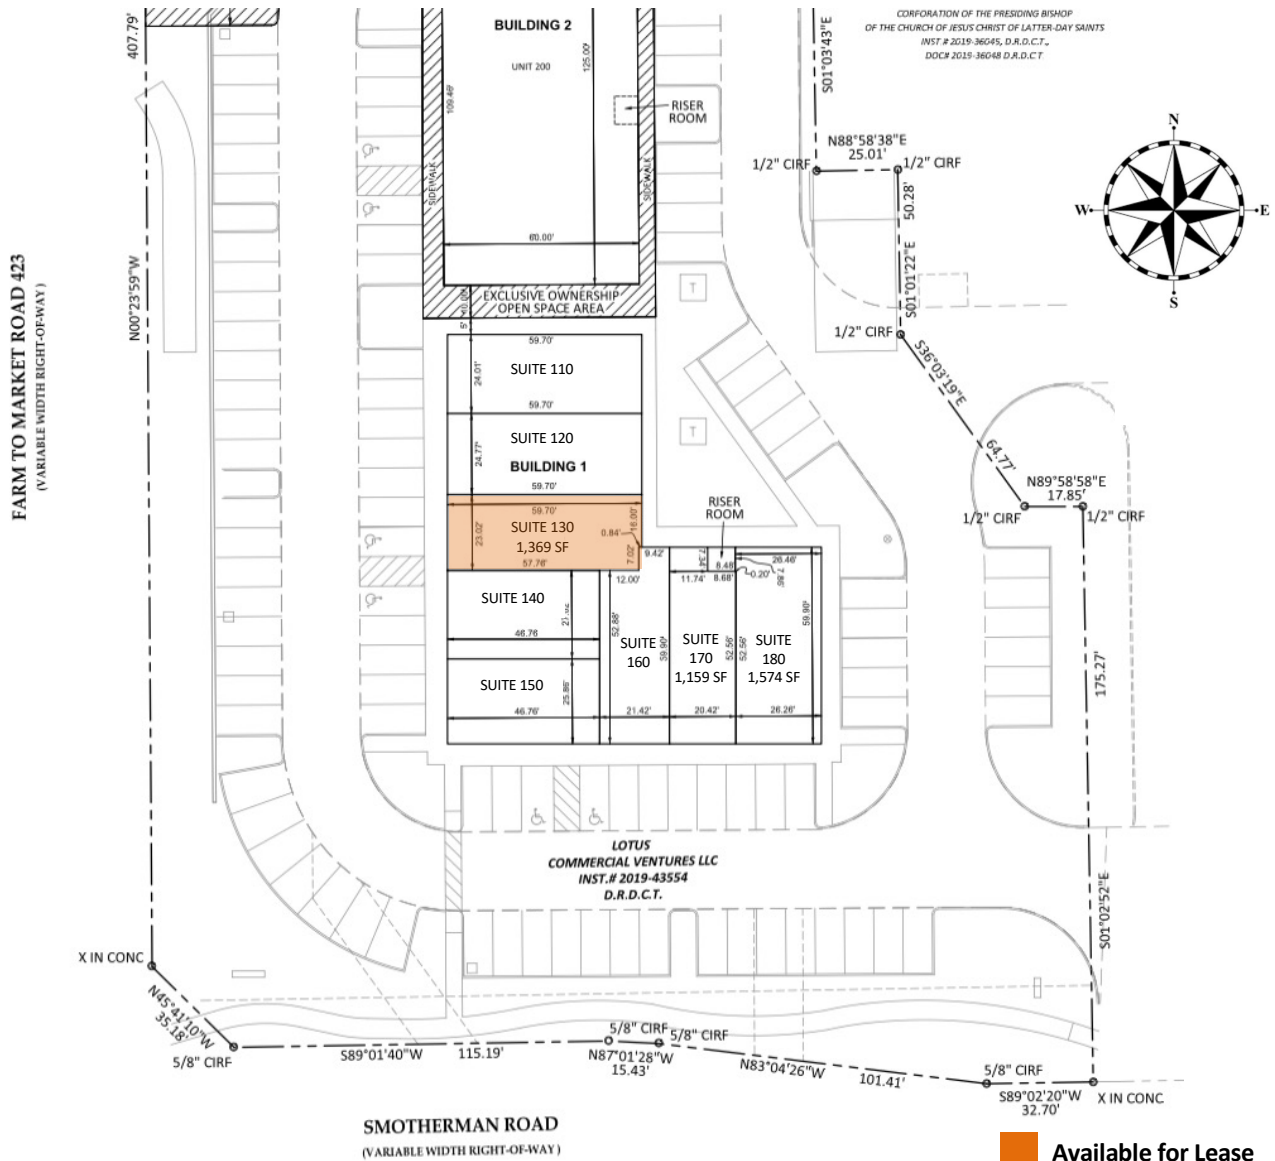 407.79'
BUILDING 2
UNIT 200
125.00'
109.46'
SIDEWALK
SIDEWALK
RISER
ROOM
60.00'
EXCLUSIVE OWNERSHIP
OPEN SPACE AREA
10.00'
5'
CORPORATION OF THE PRESIDING BISHOP
OF THE CHURCH OF JESUS CHRIST OF LATTER-DAY SAINTS
INST # 2019-36045, D.R.D.C.T.,
DOC# 2019-36048 D.R.D.C.T
S01°03'43"E
N88°58'38"E
25.01'
1/2" CIRF
1/2" CIRF
50.28'
S01°01'22"E
1/2" CIRF
N
W
E
S
FARM TO MARKET ROAD 423
(VARIABLE WIDTH RIGHT-OF-WAY)
N00°23'59"W
T
T
59.70'
SUITE 110
24.01'
59.70'
SUITE 120
24.77'
BUILDING 1
59.70'
59.70'
SUITE 130
1,369 SF
23.02'
57.76'
0.84'
16.00'
7.02'
RISER
ROOM
9.42'
12.00'
7.34'
8.48'
11.74'
8.68'
0.20'
26.46'
7.86'
SUITE 140
46.76
SUITE 150
25.86'
46.76'
52.88'
SUITE
160
39.90'
21.42'
SUITE
170
1,159 SF
52.56'
52.56'
20.42'
SUITE
180
1,574 SF
59.90'
26.26'
S36°03'19"E
64.77'
N89°58'58"E
17.85'
1/2" CIRF
1/2" CIRF
175.27'
S01°02'52"E
LOTUS
COMMERCIAL VENTURES LLC
INST.# 2019-43554
D.R.D.C.T.
X IN CONC
N45°41'10"W
35.18'
5/8" CIRF
S89°01'40"W
115.19'
5/8" CIRF
5/8" CIRF
N87°01'28"W
15.43'
N83°04'26"W
101.41'
5/8" CIRF
S89°02'20"W
32.70'
X IN CONC
SMOTHERMAN ROAD
(VARIABLE WIDTH RIGHT-OF-WAY)
Available for Lease